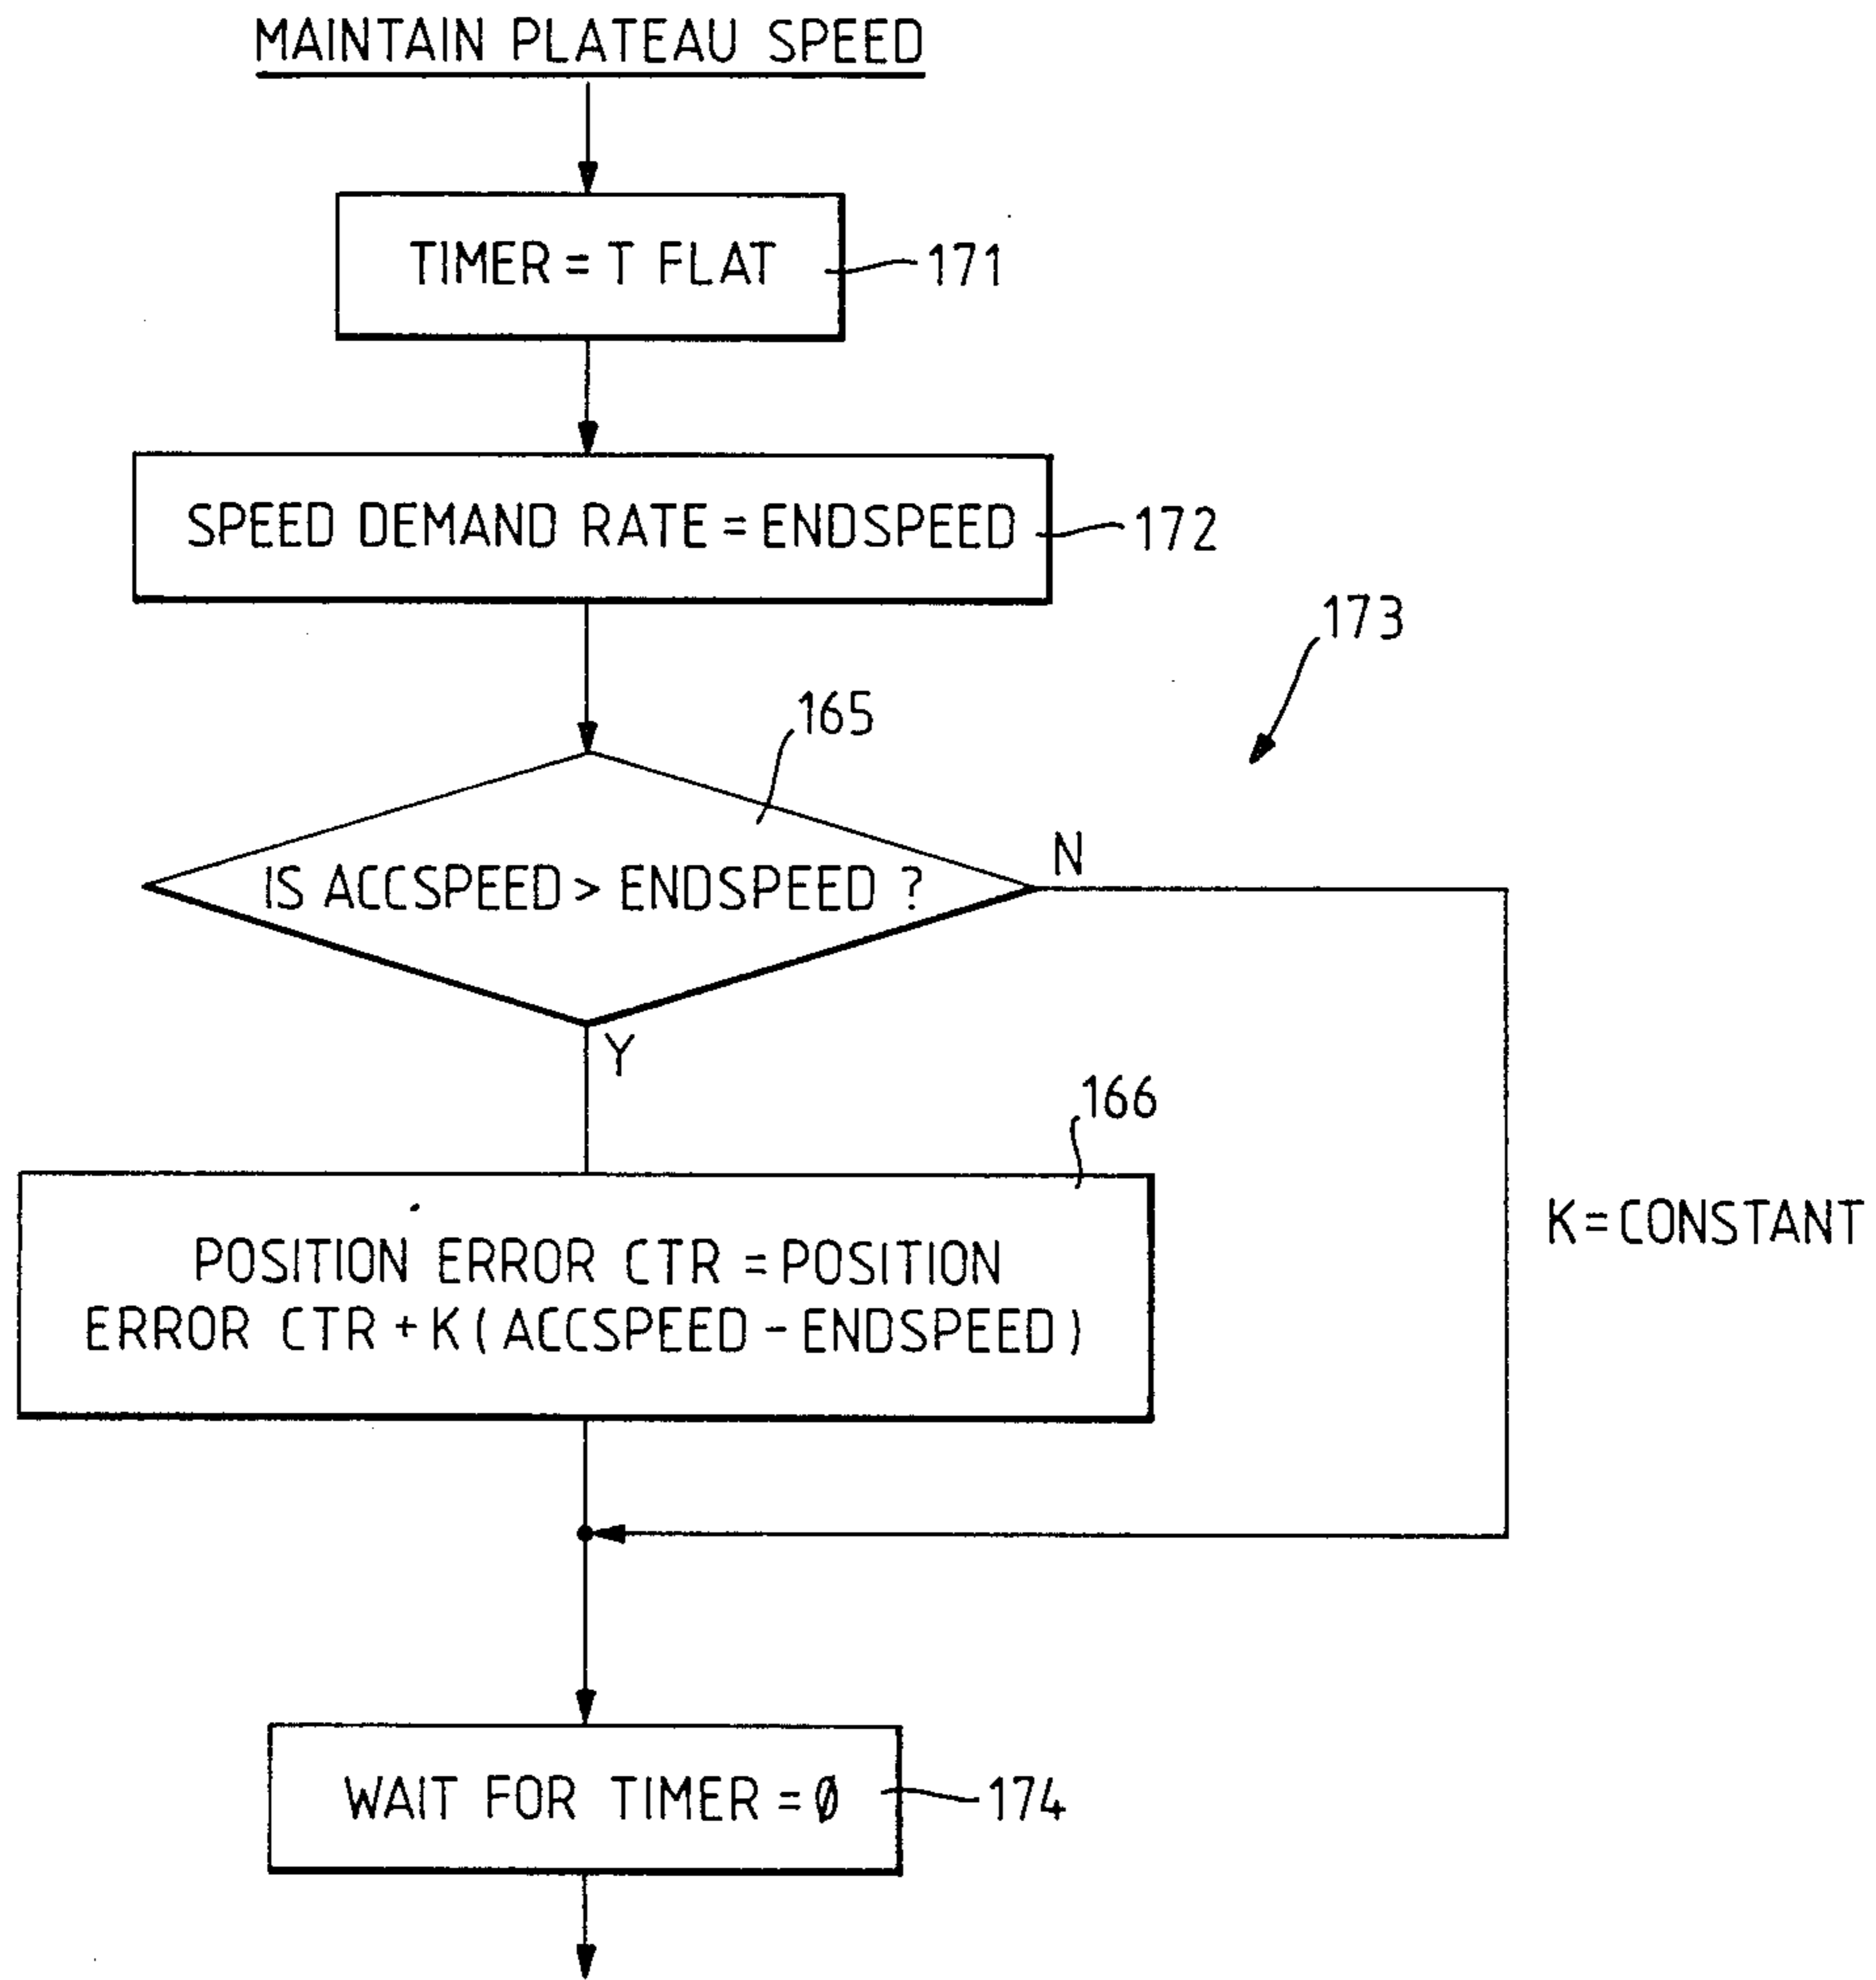 MAINTAIN PLATEAU SPEED
TIMER = T FLAT
171
SPEED DEMAND RATE = ENDSPEED
172
173
165
IS ACCSPEED > ENDSPEED ?
N
Y
166
POSITION ERROR CTR = POSITION
ERROR CTR + K ( ACCSPEED - ENDSPEED )
K = CONSTANT
WAIT FOR TIMER = Ø
174